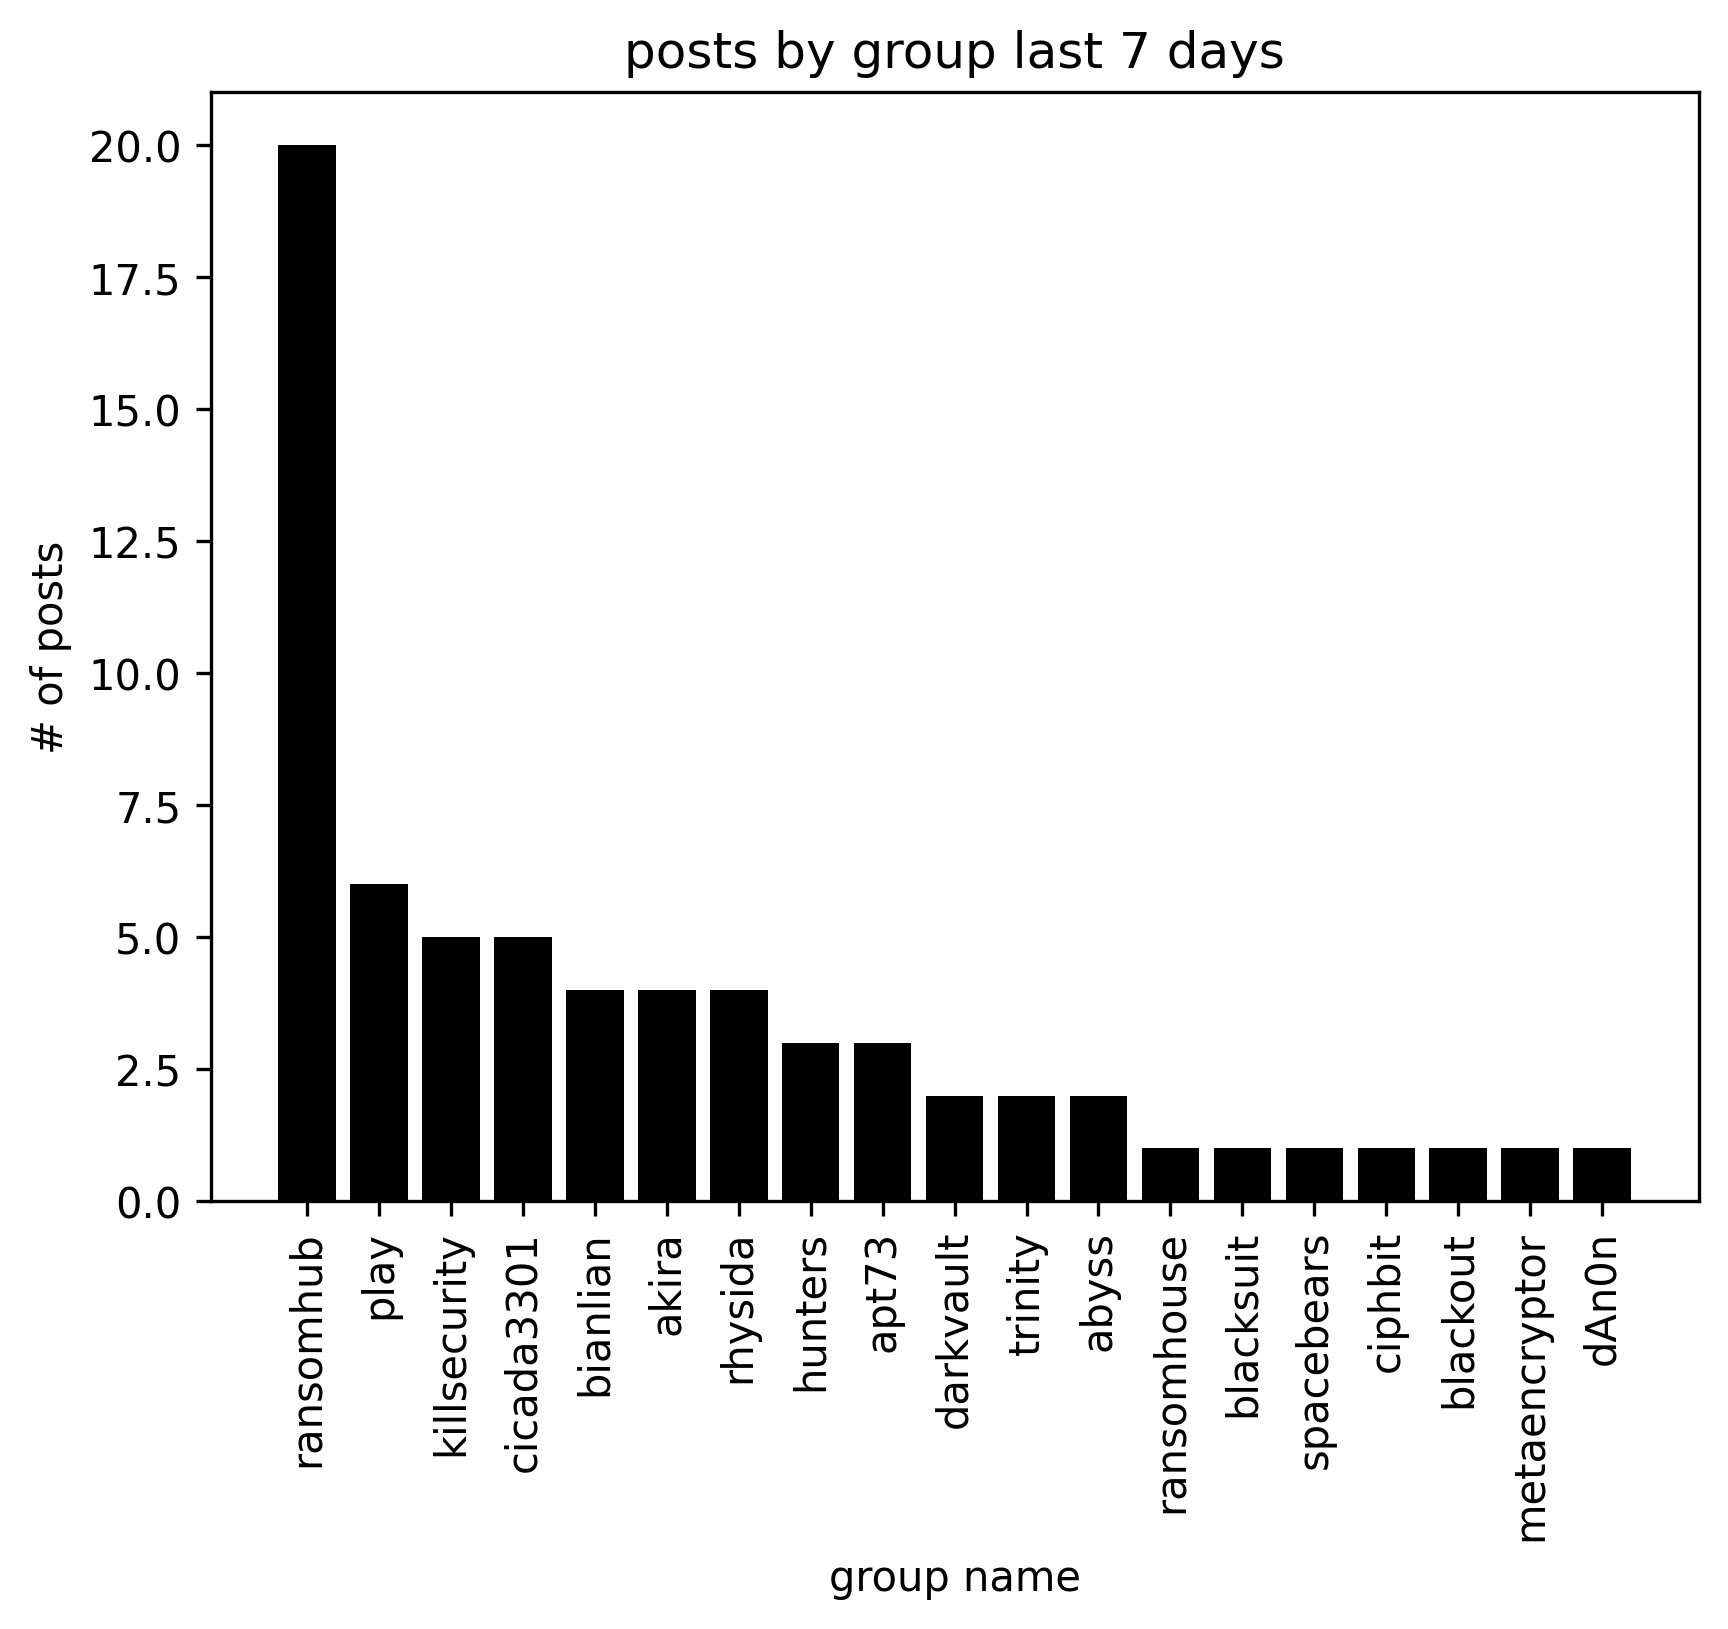 posts by group last 7 days
20.0
17.5
15.0
12.5
10.0
7.5
5.0
2.5
0.0
# of posts
ransomhub
play
killsecurity
cicada3301
bianlian
akira
rhysida
hunters
apt73
darkvault
trinity
abyss
ransomhouse
blacksuit
spacebears
ciphbit
blackout
metaencryptor
dAn0n
group name